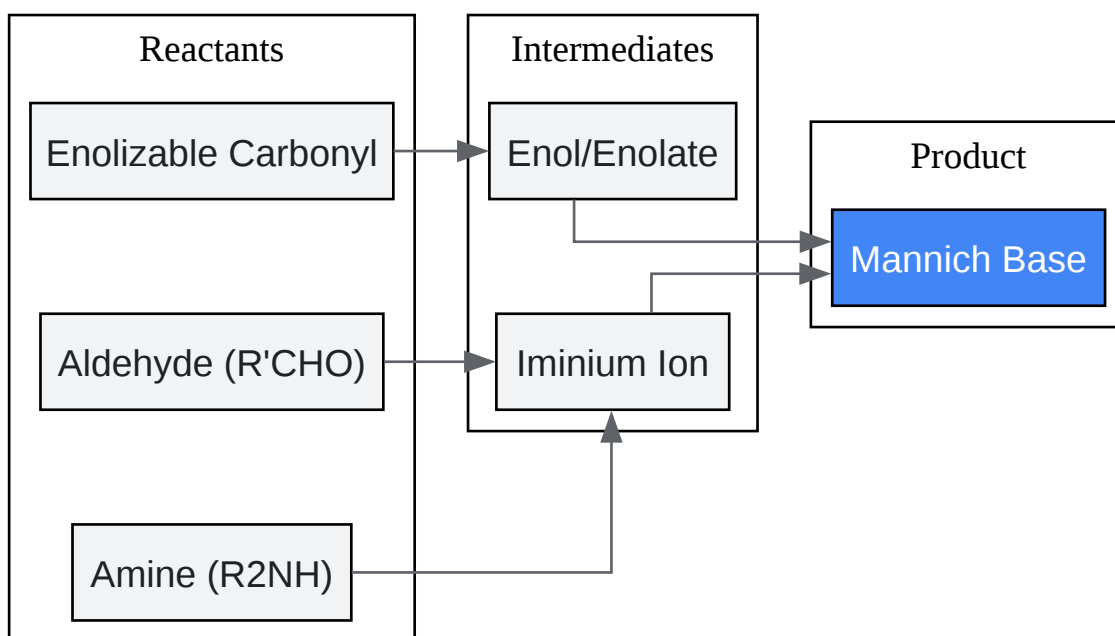 Reactants
Enolizable Carbonyl
Aldehyde (R'CHO)
Amine (R2NH)
Intermediates
Enol/Enolate
Iminium Ion
Product
Mannich Base